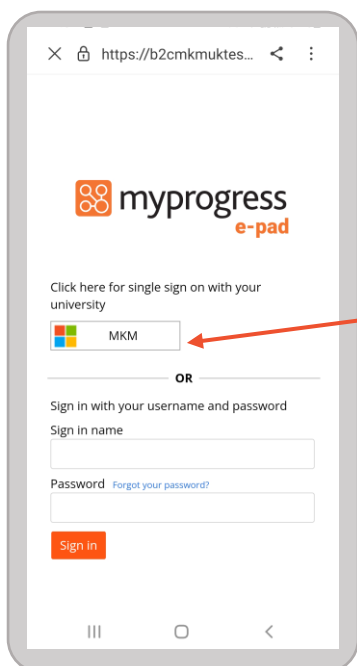 https://b2cmkmuktes...
myprogress
e-pad
Click here for single sign on with your
university
MKM
OR
Sign in with your username and password
Sign in name
Password Forgot your password?
Sign in